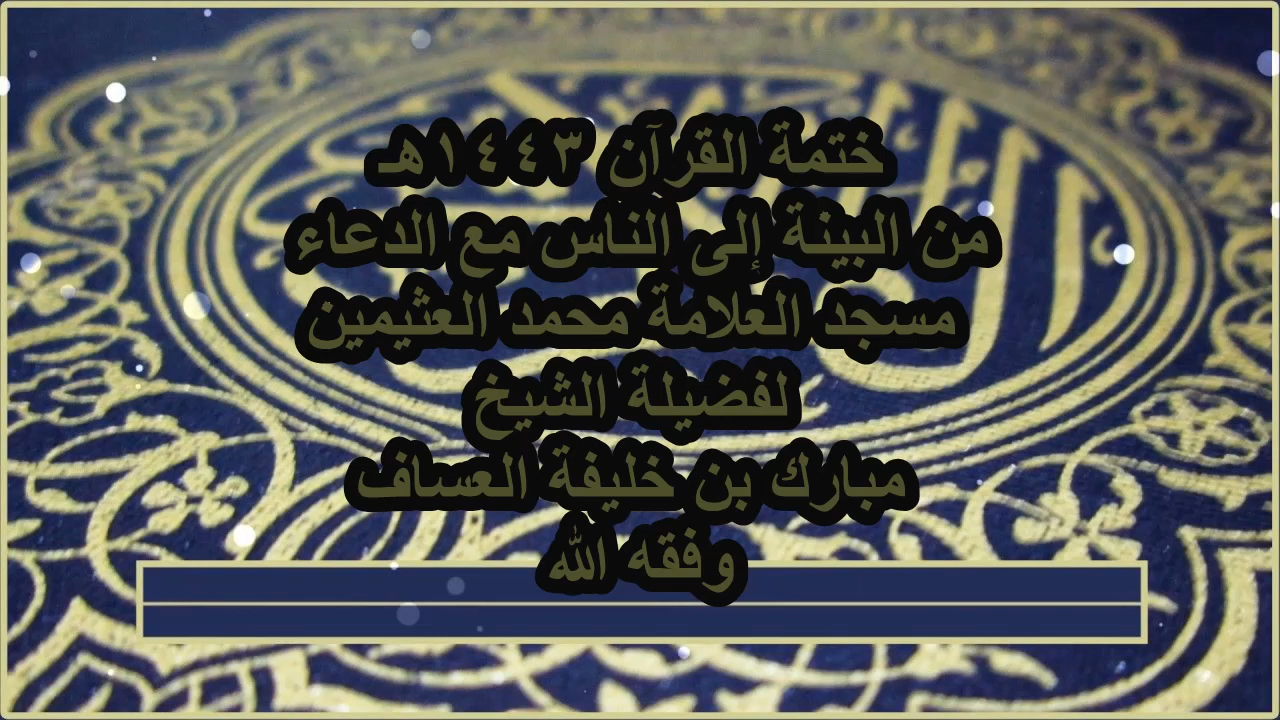 ختمة القرآن ١٤٤٣هـ
من البينة إلى الناس مع الدعاء
مسجد العلامة محمد العثيمين
لفضيلة الشيخ
مبارك بن خليفة العساف
وفقه الله